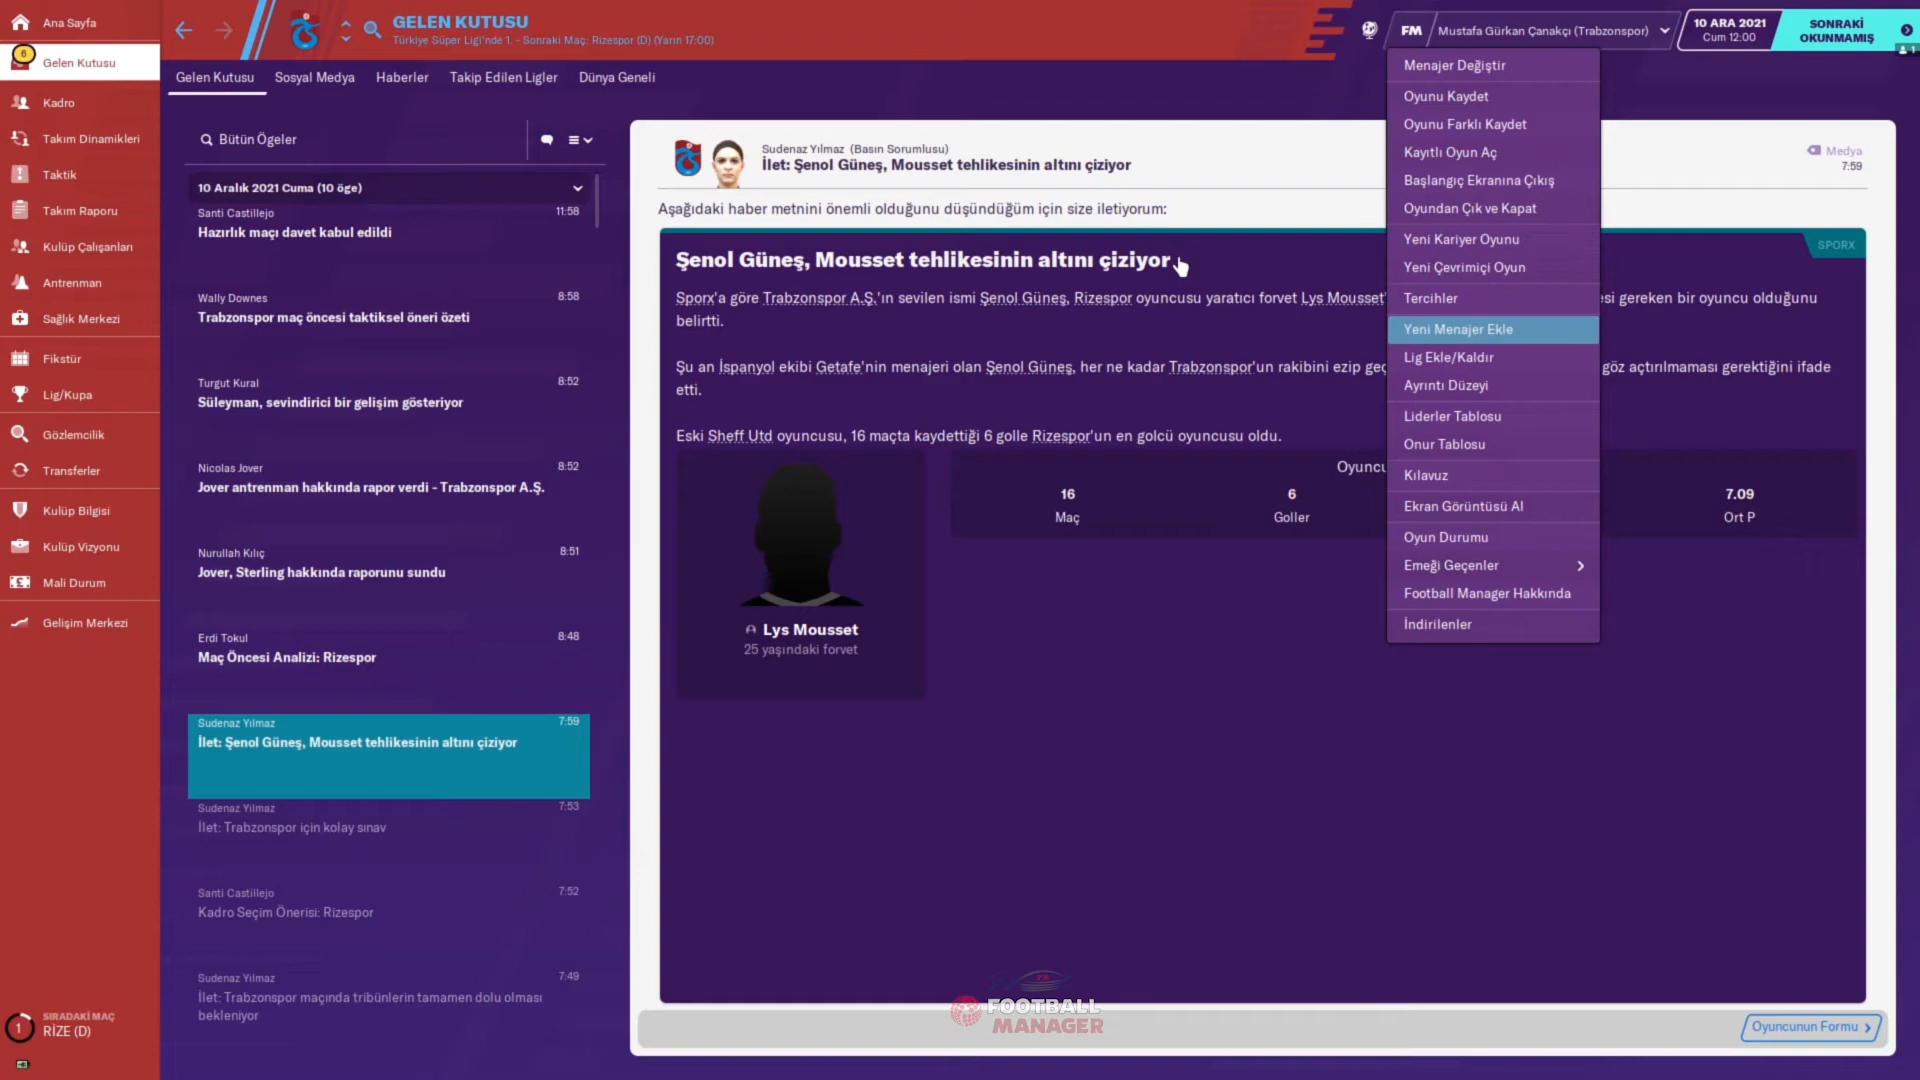 Ana Sayfa
6
Gelen Kutusu
Kadro
Takım Dinamikleri
Taktik
Takım Raporu
Kulüp Çalışanları
Antrenman
Sağlık Merkezi
Fikstür
Lig/Kupa
Gözlemcilik
Transferler
Kulüp Bilgisi
Kulüp Vizyonu
Mali Durum
Gelişim Merkezi
1
SIRADAKİ MAÇ
RİZE (D)
GELEN KUTUSU
Türkiye Süper Ligi'nde 1. - Sonraki Maç: Rizespor (D) (Yarın 17:00)
FM
Mustafa Gürkan Çanakçı (Trabzonspor)
10 ARA 2021
Cum 12:00
SONRAKİ
OKUNMAMIŞ
1
Gelen Kutusu
Sosyal Medya
Haberler
Takip Edilen Ligler
Dünya Geneli
Bütün Ögeler
10 Aralık 2021 Cuma (10 öge)
Santi Castillejo 11:58
Hazırlık maçı davet kabul edildi
Wally Downes 8:58
Trabzonspor maç öncesi taktiksel öneri özeti
Turgut Kural 8:52
Süleyman, sevindirici bir gelişim gösteriyor
Nicolas Jover 8:52
Jover antrenman hakkında rapor verdi - Trabzonspor A.Ş.
Nurullah Kılıç 8:51
Jover, Sterling hakkında raporunu sundu
Erdi Tokul 8:48
Maç Öncesi Analizi: Rizespor
Sudenaz Yılmaz 7:59
İlet: Şenol Güneş, Mousset tehlikesinin altını çiziyor
Sudenaz Yılmaz 7:53
İlet: Trabzonspor için kolay sınav
Santi Castillejo 7:52
Kadro Seçim Önerisi: Rizespor
Sudenaz Yılmaz 7:49
İlet: Trabzonspor maçında tribünlerin tamamen dolu olması
bekleniyor
Sudenaz Yılmaz (Basın Sorumlusu)
İlet: Şenol Güneş, Mousset tehlikesinin altını çiziyor
Medya
7:59
Aşağıdaki haber metnini önemli olduğunu düşündüğüm için size iletiyorum:
SPORX
Şenol Güneş, Mousset tehlikesinin altını çiziyor
Sporx'a göre Trabzonspor A.Ş.'ın sevilen ismi Şenol Güneş, Rizespor oyuncusu yaratıcı forvet Lys Mousset' si gereken bir oyuncu olduğunu
belirtti.
Şu an İspanyol ekibi Getafe'nin menajeri olan Şenol Güneş, her ne kadar Trabzonspor'un rakibini ezip geç göz açtırılmaması gerektiğini ifade
etti.
Eski Sheff Utd oyuncusu, 16 maçta kaydettiği 6 golle Rizespor'un en golcü oyuncusu oldu.
Oyuncu
16 6 7.09
Maç Goller Ort P
Lys Mousset
25 yaşındaki forvet
Menajer Değiştir
Oyunu Kaydet
Oyunu Farklı Kaydet
Kayıtlı Oyun Aç
Başlangıç Ekranına Çıkış
Oyundan Çık ve Kapat
Yeni Kariyer Oyunu
Yeni Çevrimiçi Oyun
Tercihler
Yeni Menajer Ekle
Lig Ekle/Kaldır
Ayrıntı Düzeyi
Liderler Tablosu
Onur Tablosu
Kılavuz
Ekran Görüntüsü Al
Oyun Durumu
Emeği Geçenler
Football Manager Hakkında
İndirilenler
FOOTBALL
MANAGER
Oyuncunun Formu